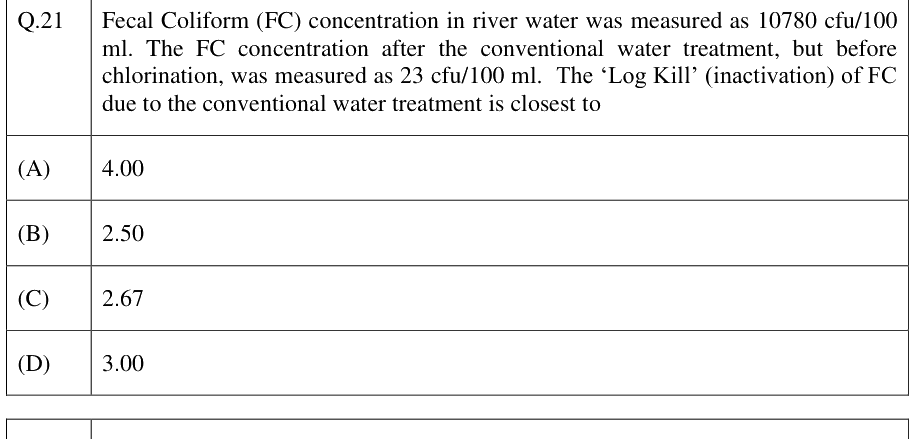 Q.21 Fecal Coliform (FC) concentration in river water was measured as 10780 cfu/100
ml. The FC concentration after the conventional water treatment, but before
chlorination, was measured as 23 cfu/100 ml. The ‘Log Kill’ (inactivation) of FC
due to the conventional water treatment is closest to
(A) 4.00
(B) 2.50
(C) 2.67
(D) 3.00